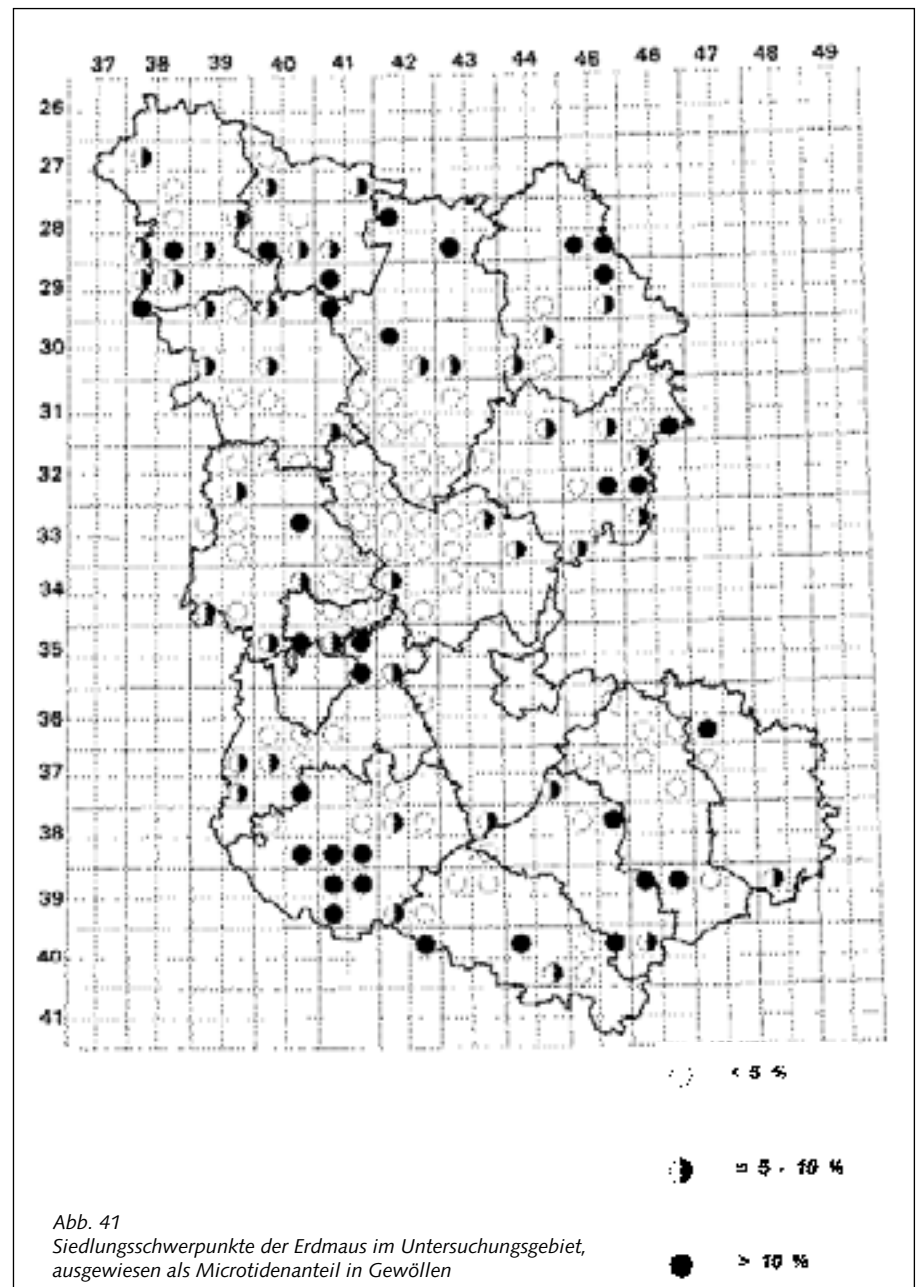 37 38 39 40 41 42 43 44 45 46 47 48 49
26
27
28
29
30
31
32
33
34
35
36
37
38
39
40
41
< 5 %
= 5 - 10 %
> 10 %
Abb. 41
Siedlungsschwerpunkte der Erdmaus im Untersuchungsgebiet,
ausgewiesen als Microtidenanteil in Gewöllen